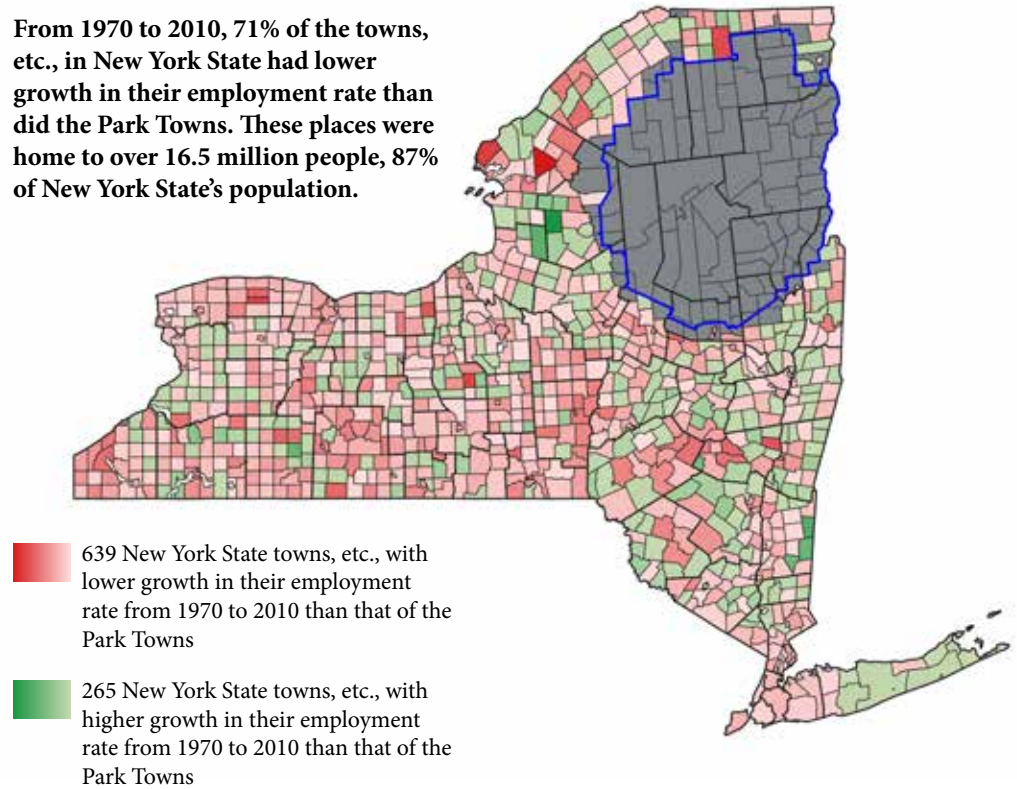 From 1970 to 2010, 71% of the towns,
etc., in New York State had lower
growth in their employment rate than
did the Park Towns. These places were
home to over 16.5 million people, 87%
of New York State’s population.
639 New York State towns, etc., with
lower growth in their employment
rate from 1970 to 2010 than that of the
Park Towns
265 New York State towns, etc., with
higher growth in their employment
rate from 1970 to 2010 than that of the
Park Towns